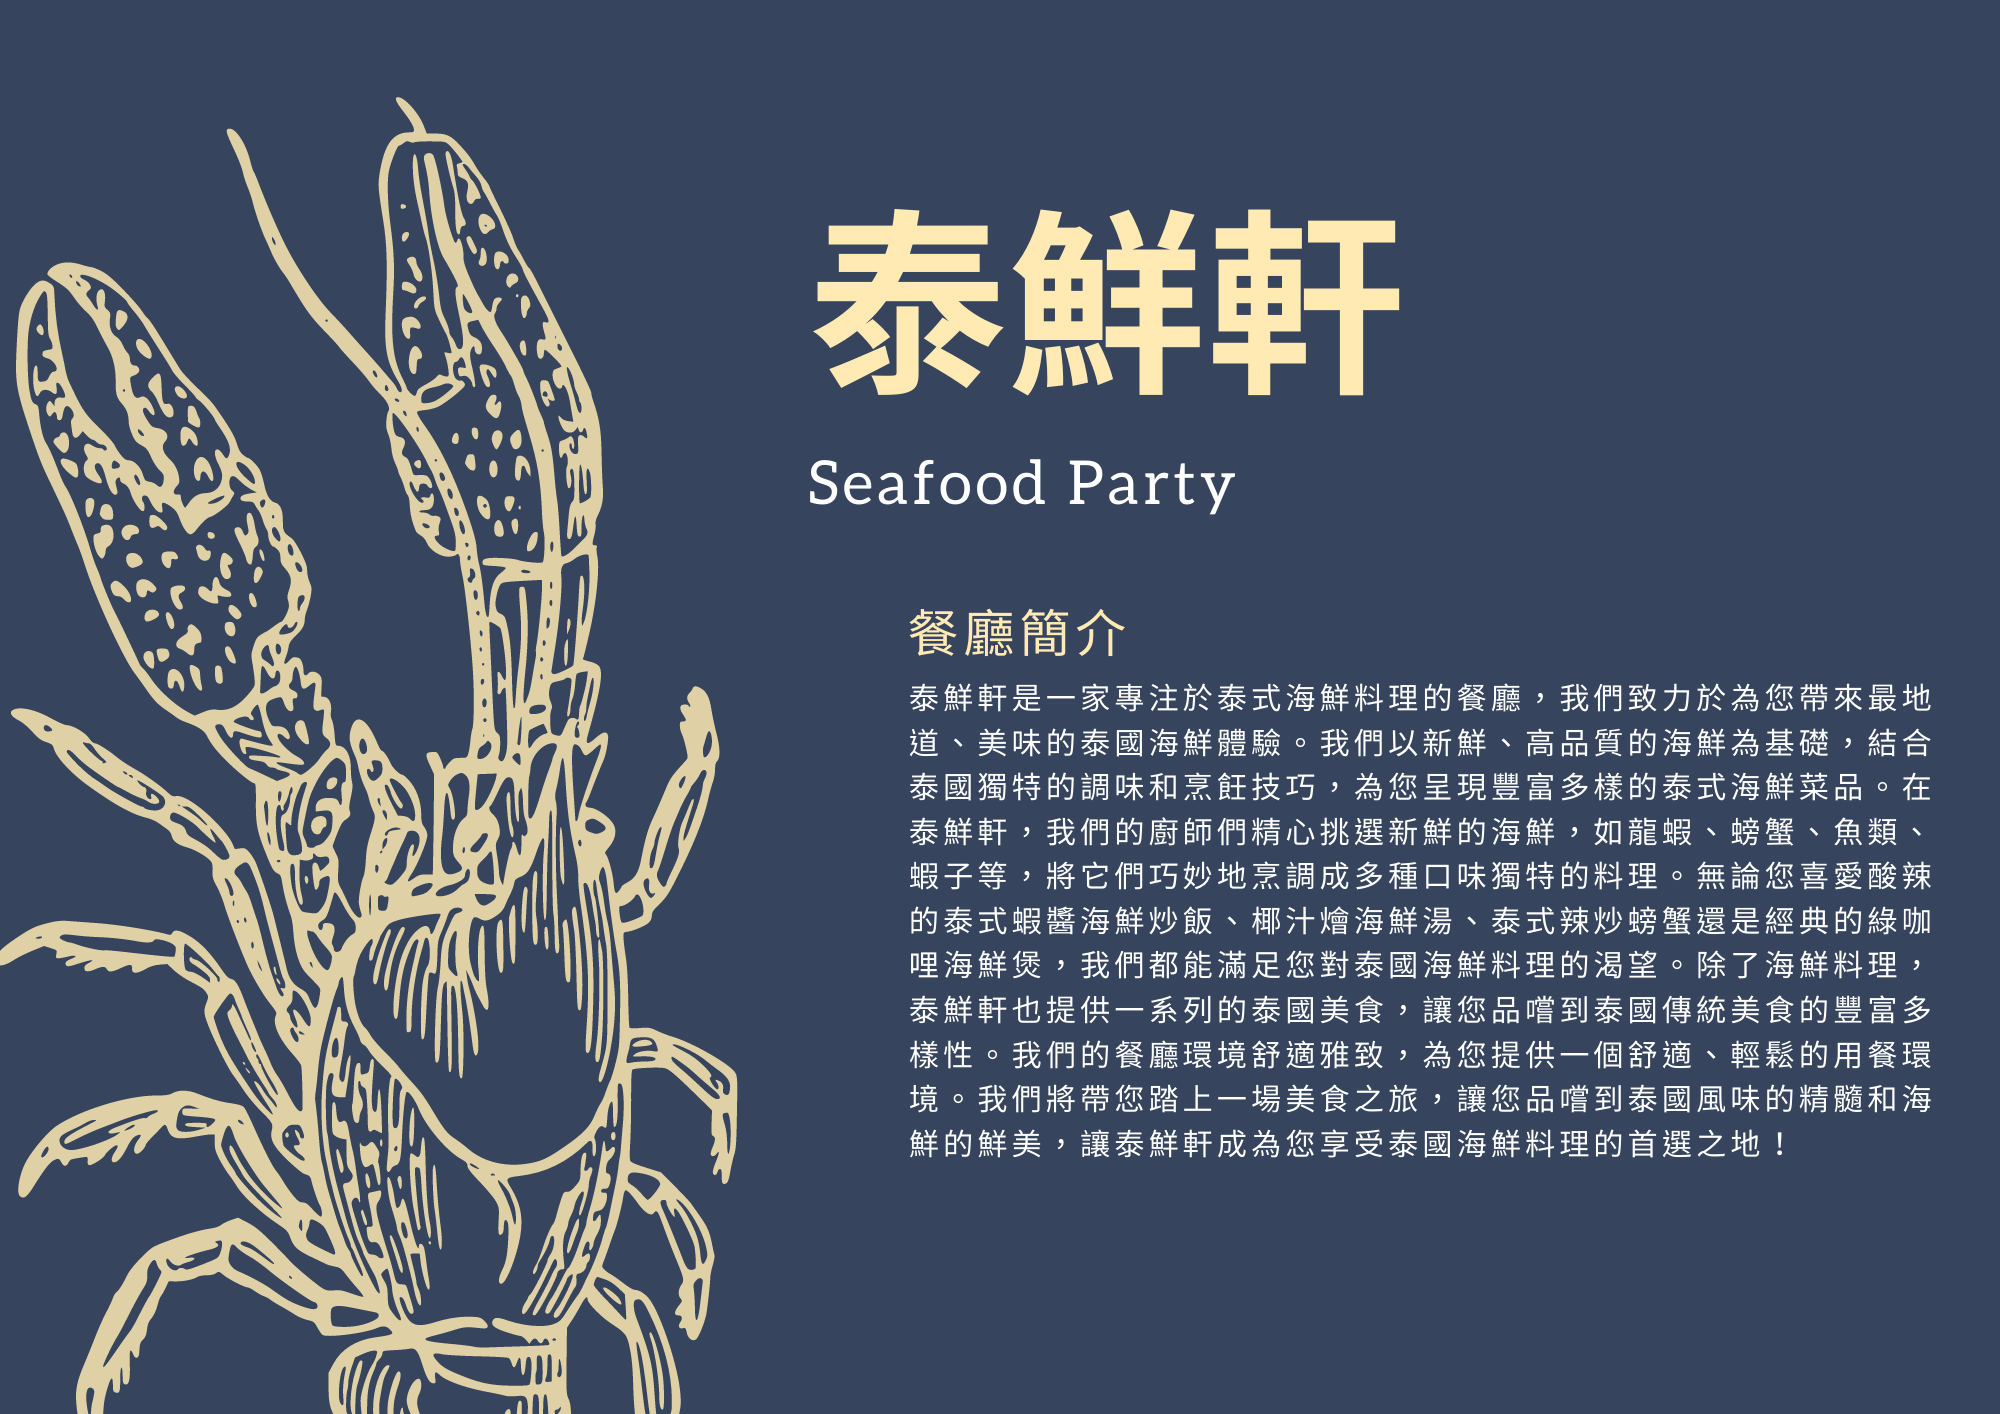 泰鮮軒
Seafood Party
餐廳簡介
泰鮮軒是一家專注於泰式海鮮料理的餐廳，我們致力於為您帶來最地
道、美味的泰國海鮮體驗。我們以新鮮、高品質的海鮮為基礎，結合
泰國獨特的調味和烹飪技巧，為您呈現豐富多樣的泰式海鮮菜品。在
泰鮮軒，我們的廚師們精心挑選新鮮的海鮮，如龍蝦、螃蟹、魚類、
蝦子等，將它們巧妙地烹調成多種口味獨特的料理。無論您喜愛酸辣
的泰式蝦醬海鮮炒飯、椰汁燴海鮮湯、泰式辣炒螃蟹還是經典的綠咖
哩海鮮煲，我們都能滿足您對泰國海鮮料理的渴望。除了海鮮料理，
泰鮮軒也提供一系列的泰國美食，讓您品嚐到泰國傳統美食的豐富多
樣性。我們的餐廳環境舒適雅致，為您提供一個舒適、輕鬆的用餐環
境。我們將帶您踏上一場美食之旅，讓您品嚐到泰國風味的精髓和海
鮮的鮮美，讓泰鮮軒成為您享受泰國海鮮料理的首選之地！